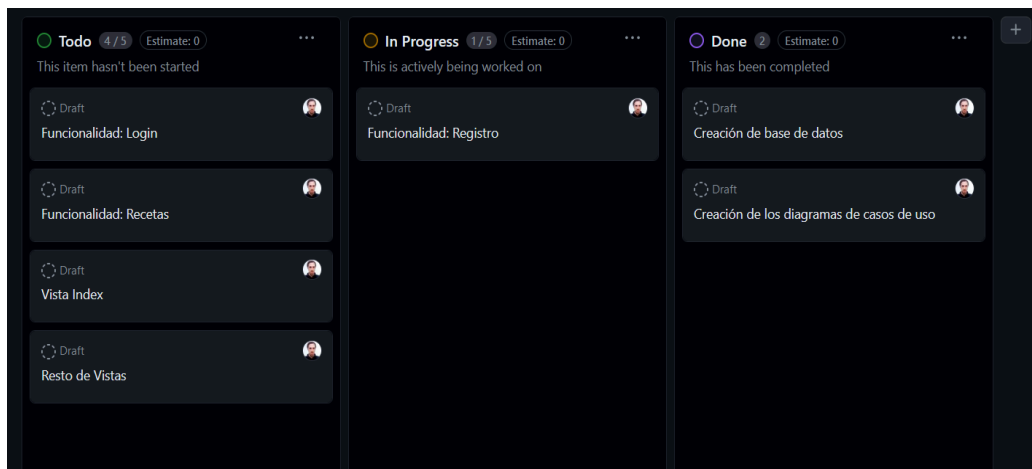 Todo 4 / 5 Estimate: 0 ...
This item hasn't been started
Draft
Funcionalidad: Login
Draft
Funcionalidad: Recetas
Draft
Vista Index
Draft
Resto de Vistas
In Progress 1 / 5 Estimate: 0 ...
This is actively being worked on
Draft
Funcionalidad: Registro
Done 2 Estimate: 0 ...
This has been completed
Draft
Creación de base de datos
Draft
Creación de los diagramas de casos de uso
+